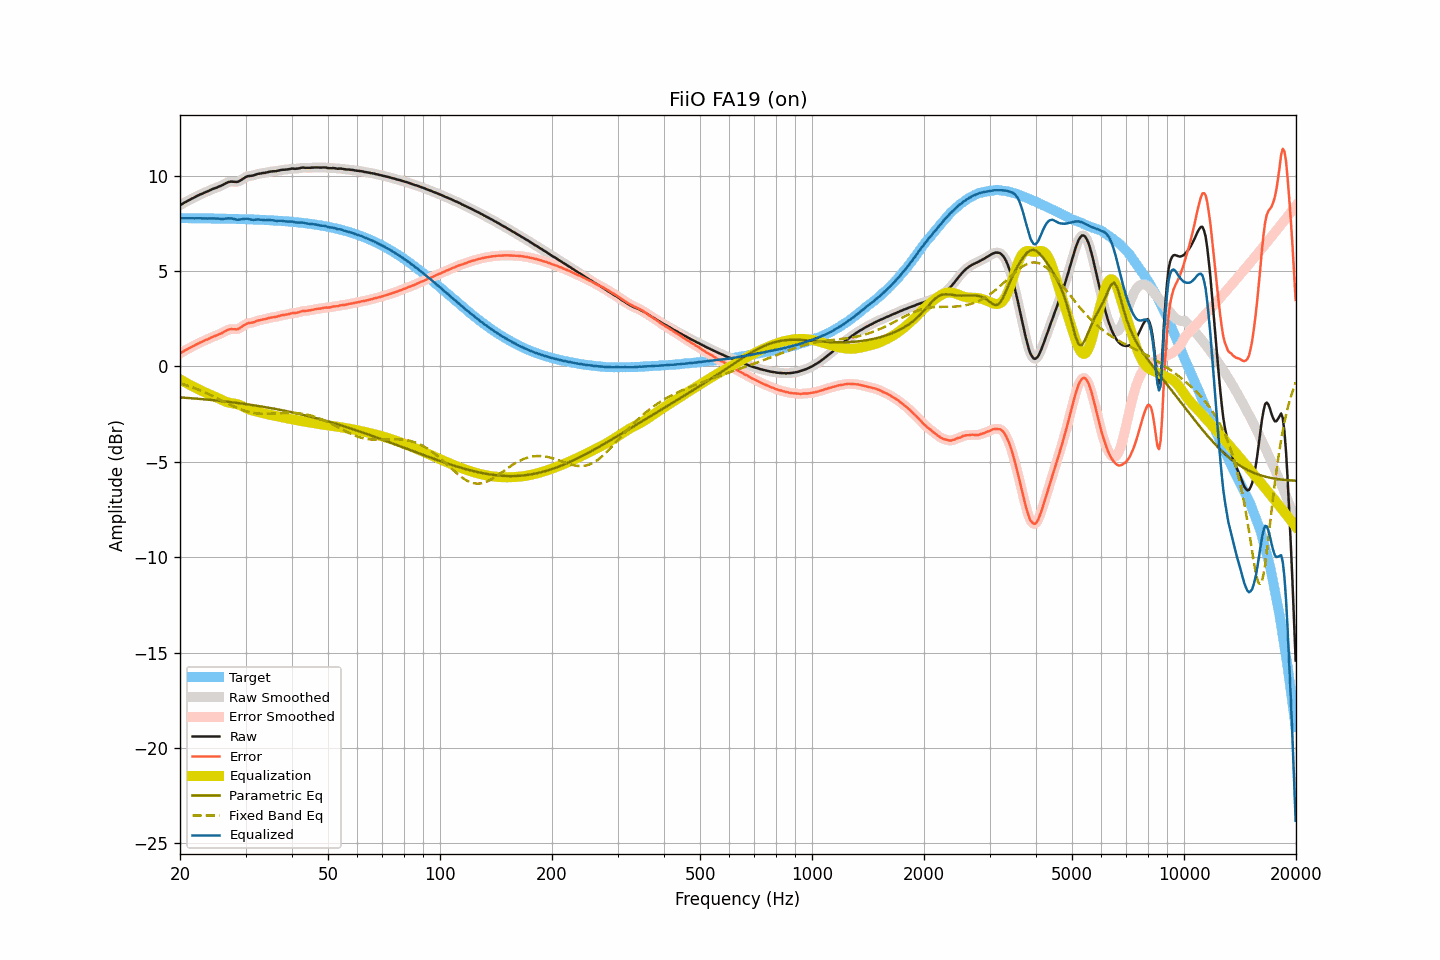 FiiO FA19 (on)
Amplitude (dBr)
10
5
0
−5
−10
−15
−20
−25
Target
Raw Smoothed
Error Smoothed
Raw
Error
Equalization
Parametric Eq
Fixed Band Eq
Equalized
20 50 100 200 500 1000 2000 5000 10000 20000
Frequency (Hz)